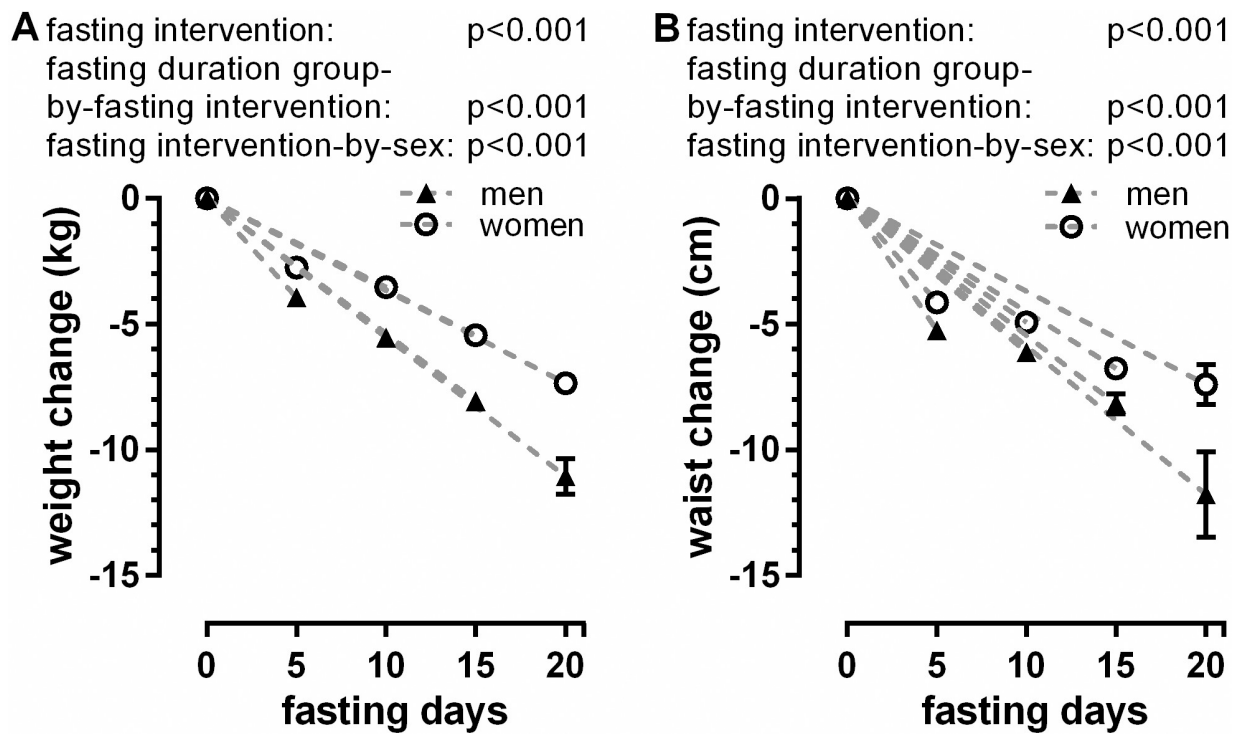 A fasting intervention: p<0.001
fasting duration group-
by-fasting intervention: p<0.001
fasting intervention-by-sex: p<0.001
men
women
0
-5
-10
-15
weight change (kg)
0 5 10 15 20
fasting days
B fasting intervention: p<0.001
fasting duration group-
by-fasting intervention: p<0.001
fasting intervention-by-sex: p<0.001
men
women
0
-5
-10
-15
waist change (cm)
0 5 10 15 20
fasting days